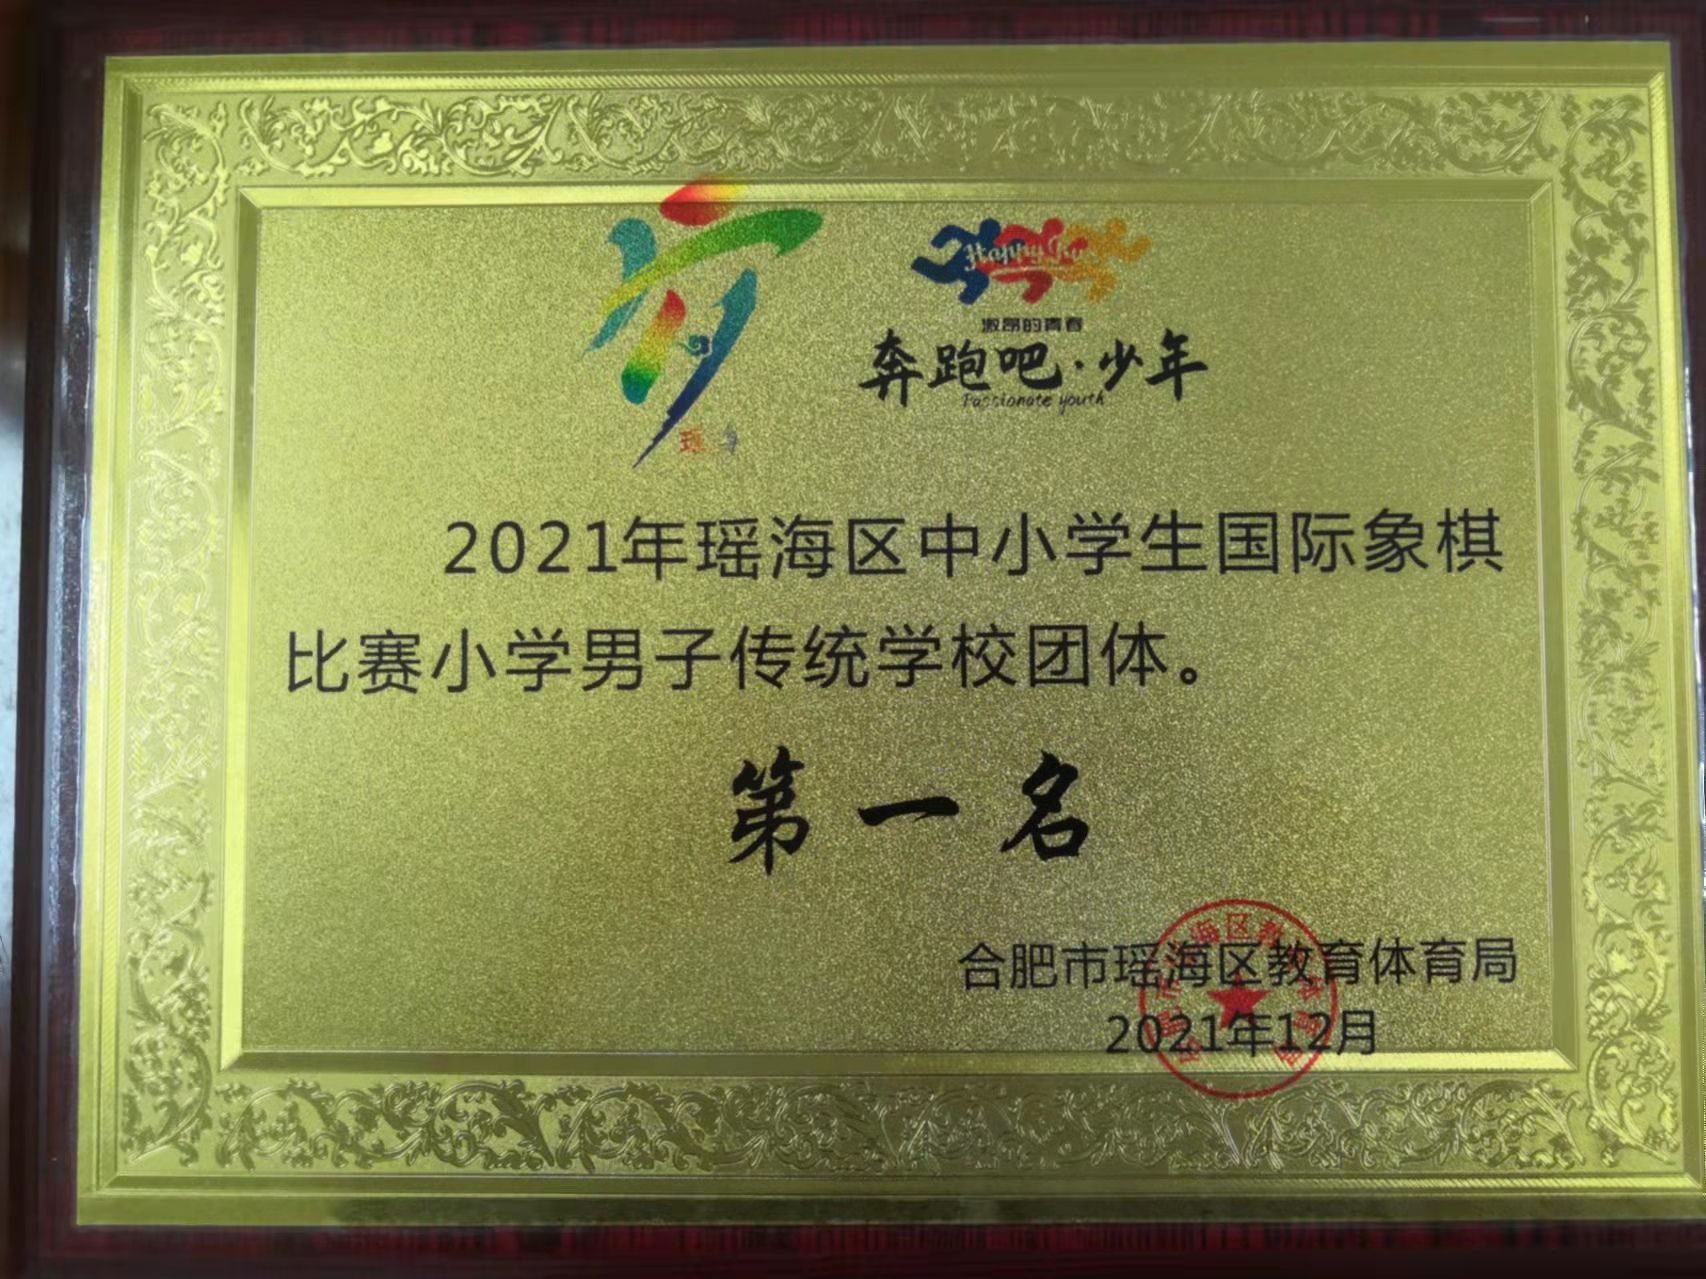 Happy Run
激昂的青春
奔跑吧·少年
Passionate youth
2021年瑶海区中小学生国际象棋
比赛小学男子传统学校团体。
第一名
合肥市瑶海区教育体育局
2021年12月